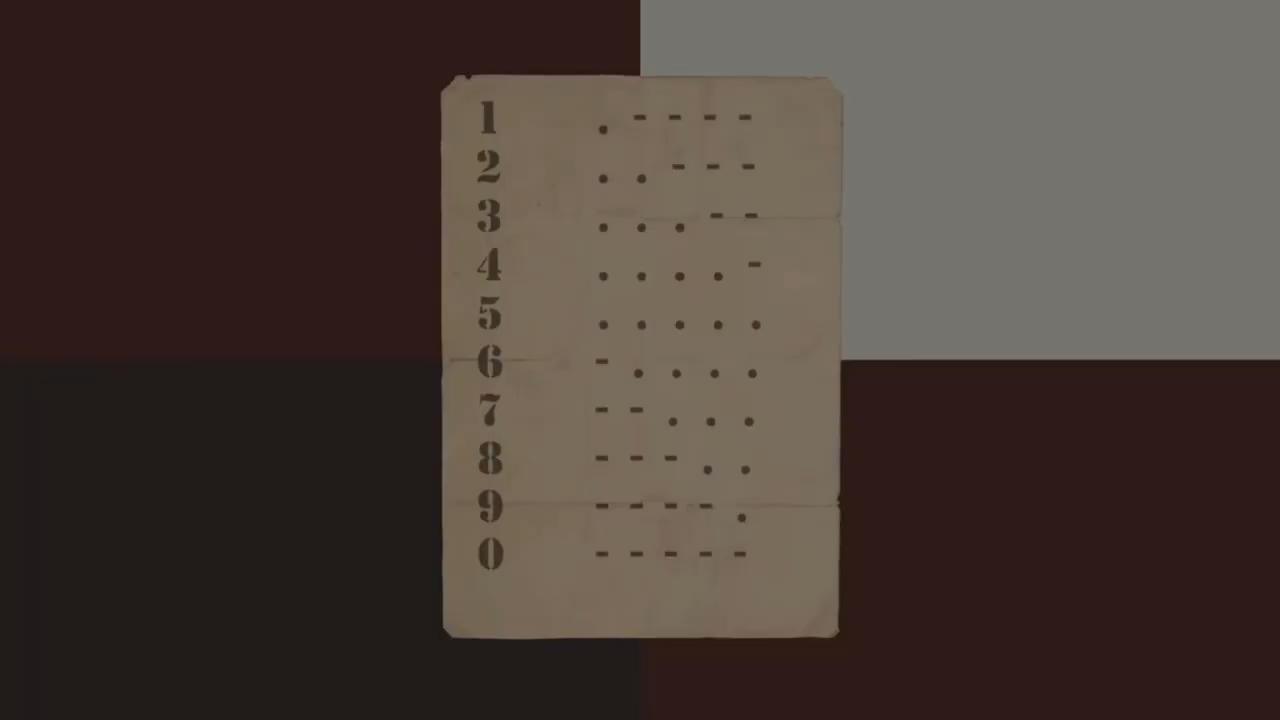 1 . - - - -
2 . . - - -
3 . . . - -
4 . . . . -
5 . . . . .
6 - . . . .
7 - - . . .
8 - - - . .
9 - - - - .
0 - - - - -